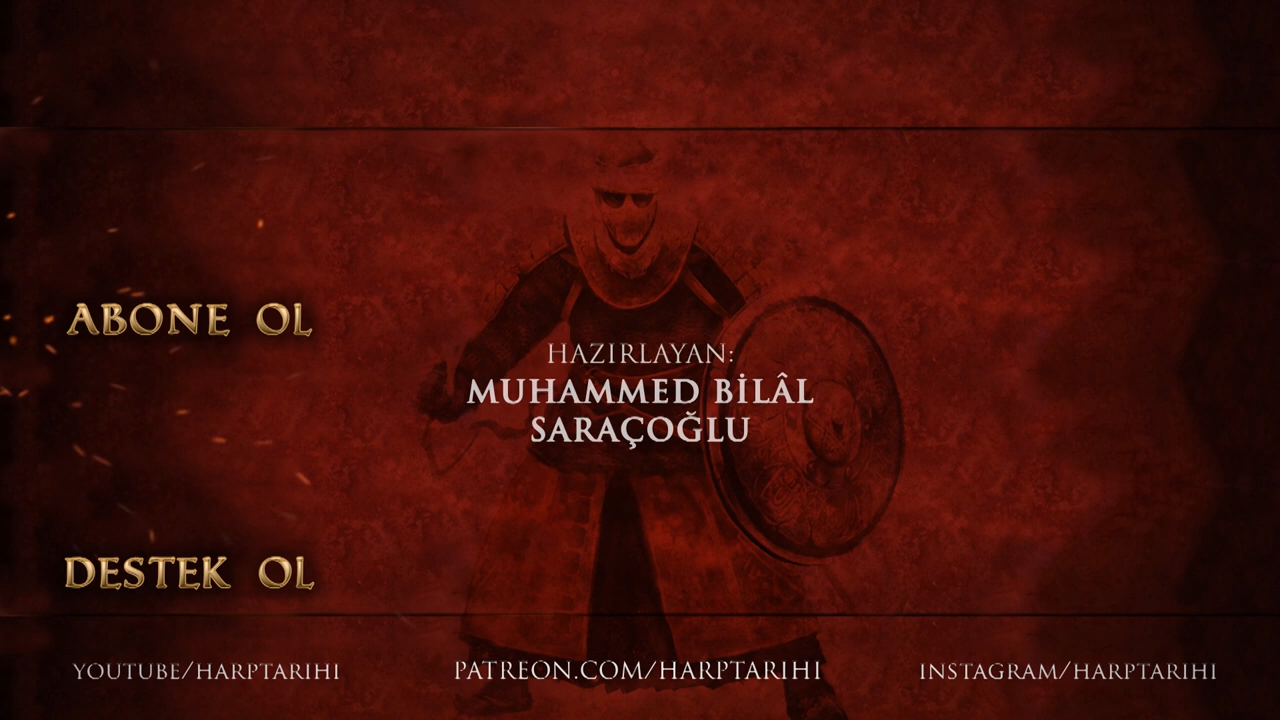 ABONE OL
HAZIRLAYAN:
MUHAMMED BİLÂL
SARAÇOĞLU
DESTEK OL
YOUTUBE/HARPTARIHI
PATREON.COM/HARPTARIHI
INSTAGRAM/HARPTARIHI